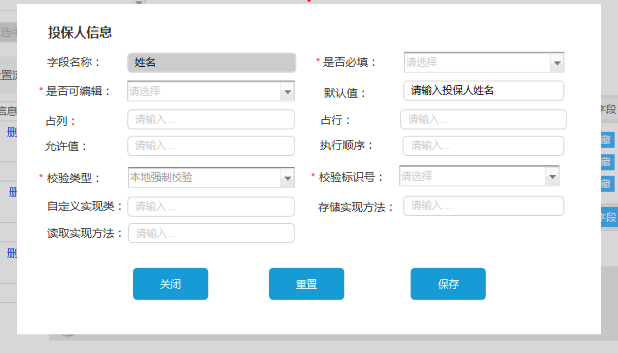 投保人信息
字段名称： 姓名 * 是否必填： 请选择
* 是否可编辑： 请选择 默认值： 请输入投保人姓名
占列： 请输入... 占行： 请输入...
允许值： 请输入... 执行顺序： 请输入...
* 校验类型： 本地强制校验 * 校验标识号： 请选择
自定义实现类： 请输入... 存储实现方法： 请输入...
读取实现方法： 请输入...
关闭 重置 保存